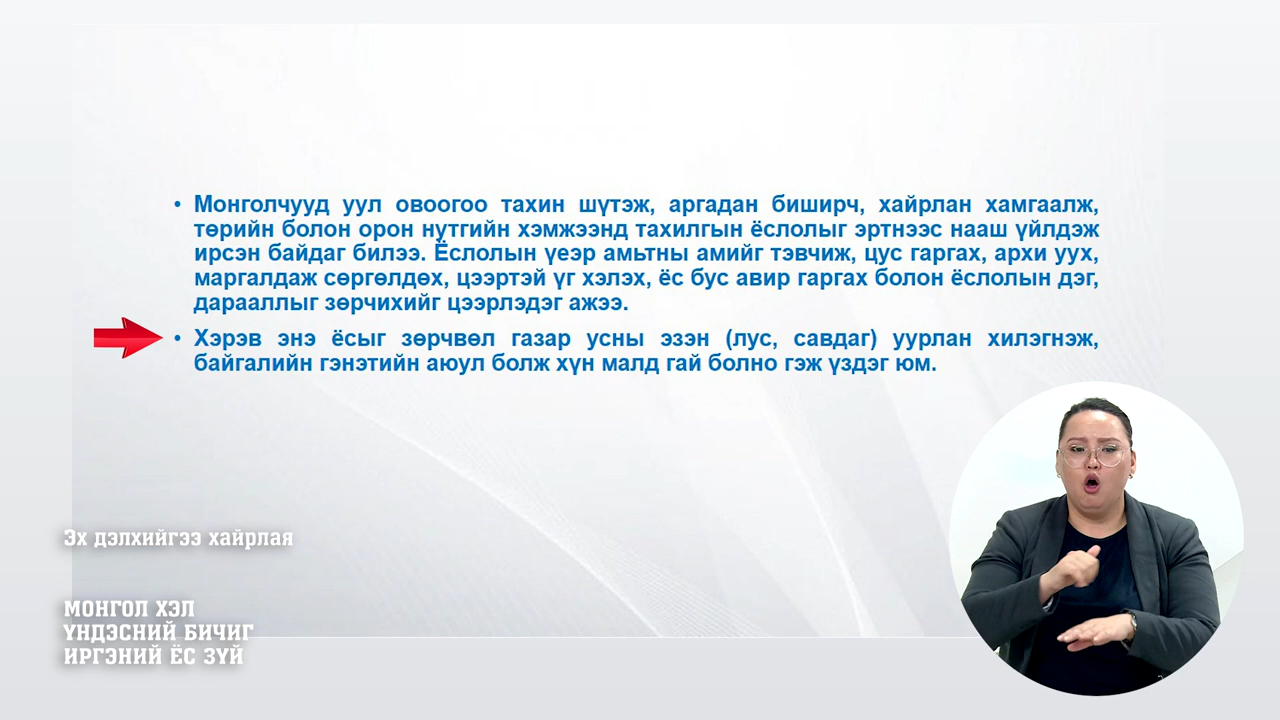 • Монголчууд уул овоогоо тахин шүтэж, аргадан биширч, хайрлан хамгаалж,
төрийн болон орон нутгийн хэмжээнд тахилгын ёслолыг эртнээс нааш үйлдэж
ирсэн байдаг билээ. Ёслолын үеэр амьтны амийг тэвчиж, цус гаргах, архи уух,
маргалдаж сөргөлдөх, цээртэй үг хэлэх, ёс бус авир гаргах болон ёслолын дэг,
дарааллыг зөрчихийг цээрлэдэг ажээ.
• Хэрэв энэ ёсыг зөрчвөл газар усны эзэн (лус, савдаг) уурлан хилэгнэж,
байгалийн гэнэтийн аюул болж хүн малд гай болно гэж үздэг юм.
Эх дэлхийгээ хайрлая
МОНГОЛ ХЭЛ
ҮНДЭСНИЙ БИЧИГ
ИРГЭНИЙ ЁС ЗҮЙ